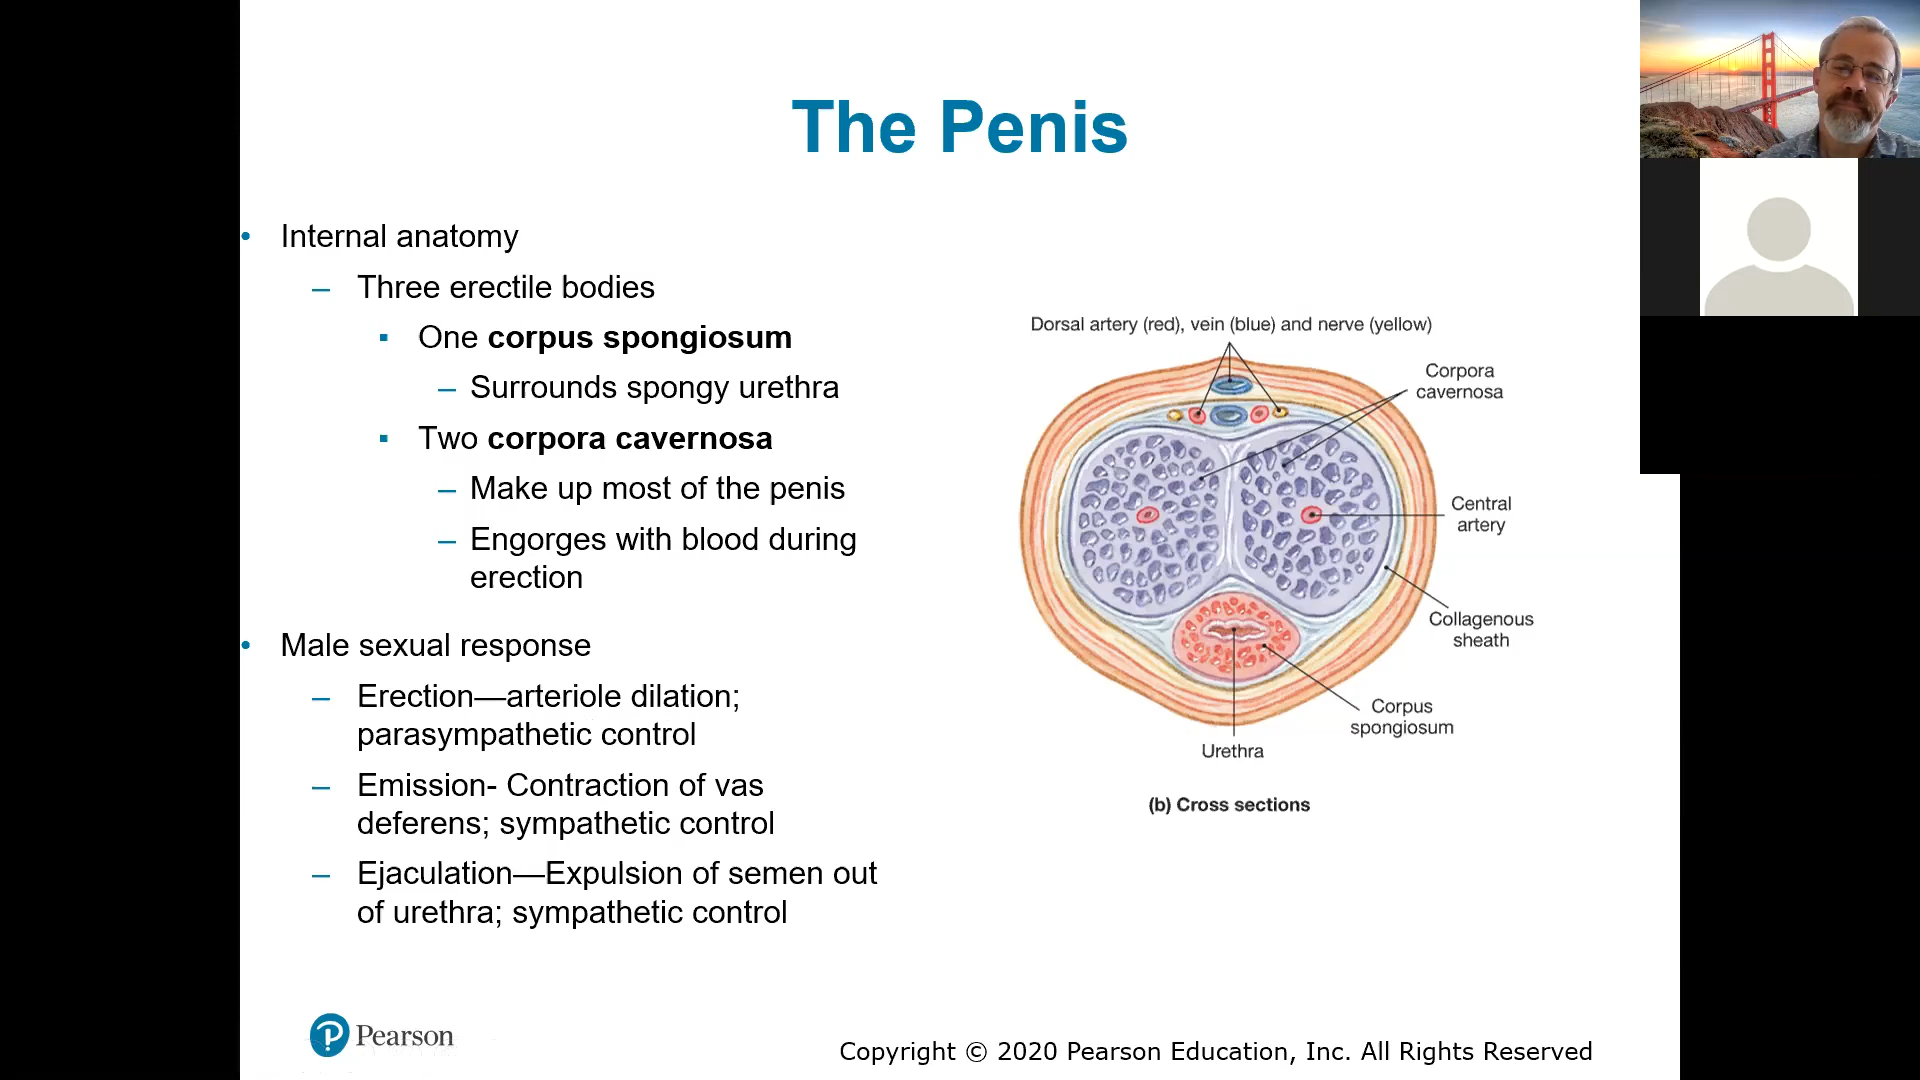 The Penis
• Internal anatomy
– Three erectile bodies
▪ One corpus spongiosum
– Surrounds spongy urethra
▪ Two corpora cavernosa
– Make up most of the penis
– Engorges with blood during
erection
• Male sexual response
– Erection—arteriole dilation;
parasympathetic control
– Emission- Contraction of vas
deferens; sympathetic control
– Ejaculation—Expulsion of semen out
of urethra; sympathetic control
Dorsal artery (red), vein (blue) and nerve (yellow)
Corpora
cavernosa
Central
artery
Collagenous
sheath
Corpus
spongiosum
Urethra
(b) Cross sections
Pearson
Copyright © 2020 Pearson Education, Inc. All Rights Reserved